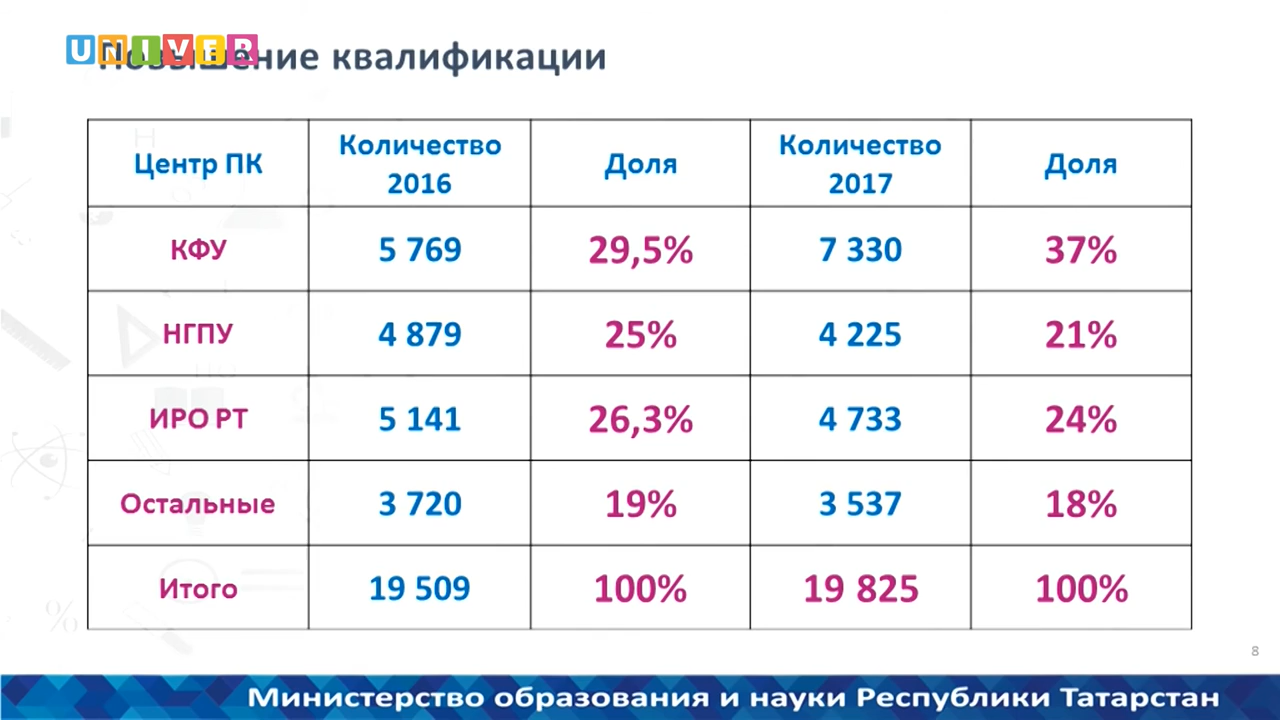 UNIVER
Повышение квалификации
Центр ПК
Количество
2016
Доля
Количество
2017
Доля
КФУ
5 769
29,5%
7 330
37%
НГПУ
4 879
25%
4 225
21%
ИРО РТ
5 141
26,3%
4 733
24%
Остальные
3 720
19%
3 537
18%
Итого
19 509
100%
19 825
100%
8
Министерство образования и науки Республики Татарстан